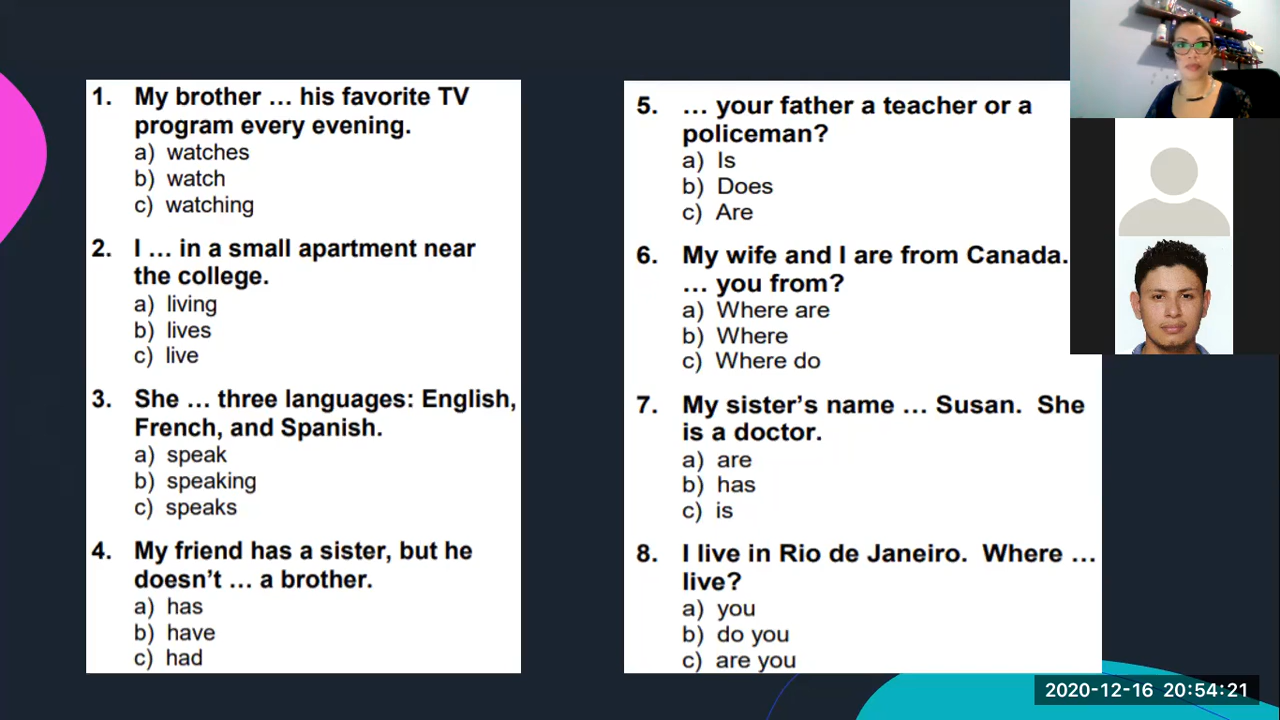 1. My brother … his favorite TV
program every evening.
a) watches
b) watch
c) watching
2. I … in a small apartment near
the college.
a) living
b) lives
c) live
3. She … three languages: English,
French, and Spanish.
a) speak
b) speaking
c) speaks
4. My friend has a sister, but he
doesn’t … a brother.
a) has
b) have
c) had
5. … your father a teacher or a
policeman?
a) Is
b) Does
c) Are
6. My wife and I are from Canada.
… you from?
a) Where are
b) Where
c) Where do
7. My sister’s name … Susan. She
is a doctor.
a) are
b) has
c) is
8. I live in Rio de Janeiro. Where …
live?
a) you
b) do you
c) are you
2020-12-16 20:54:21